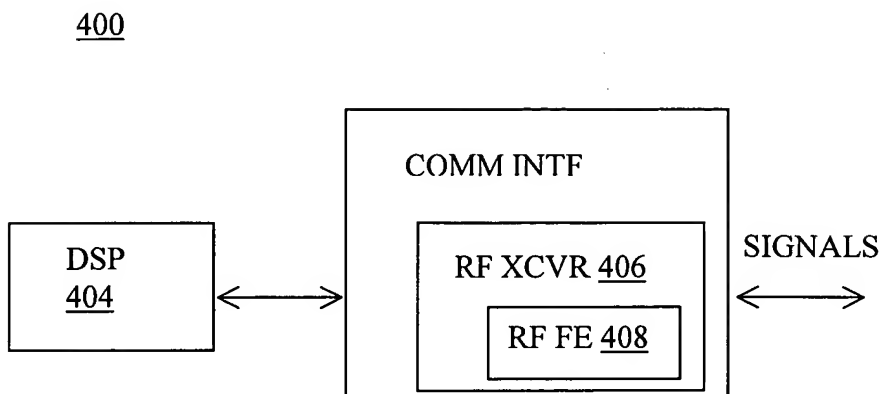 400
COMM INTF
DSP
404
RF XCVR 406
RF FE 408
SIGNALS